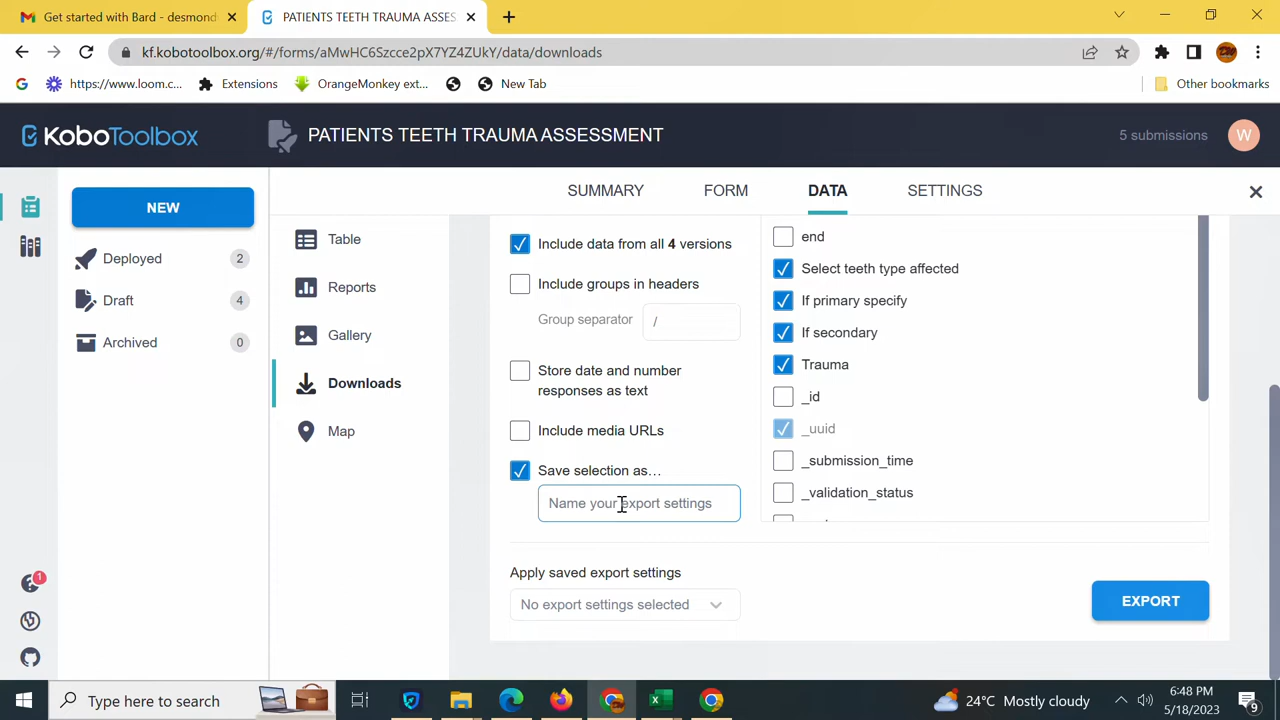 Get started with Bard - desmond
PATIENTS TEETH TRAUMA ASSES
kf.kobotoolbox.org/#/forms/aMwHC6Szcce2pX7YZ4ZUkY/data/downloads
https://www.loom.c...
Extensions
OrangeMonkey ext...
New Tab
Other bookmarks
KoboToolbox
PATIENTS TEETH TRAUMA ASSESSMENT
5 submissions
W
NEW
SUMMARY
FORM
DATA
SETTINGS
Deployed
2
Draft
4
Archived
0
Table
Reports
Gallery
Downloads
Map
Include data from all 4 versions
Include groups in headers
Group separator
/
Store date and number
responses as text
Include media URLs
Save selection as…
Name your export settings
end
Select teeth type affected
If primary specify
If secondary
Trauma
_id
_uuid
_submission_time
_validation_status
Apply saved export settings
No export settings selected
EXPORT
1
Type here to search
24°C Mostly cloudy
6:48 PM
5/18/2023
9